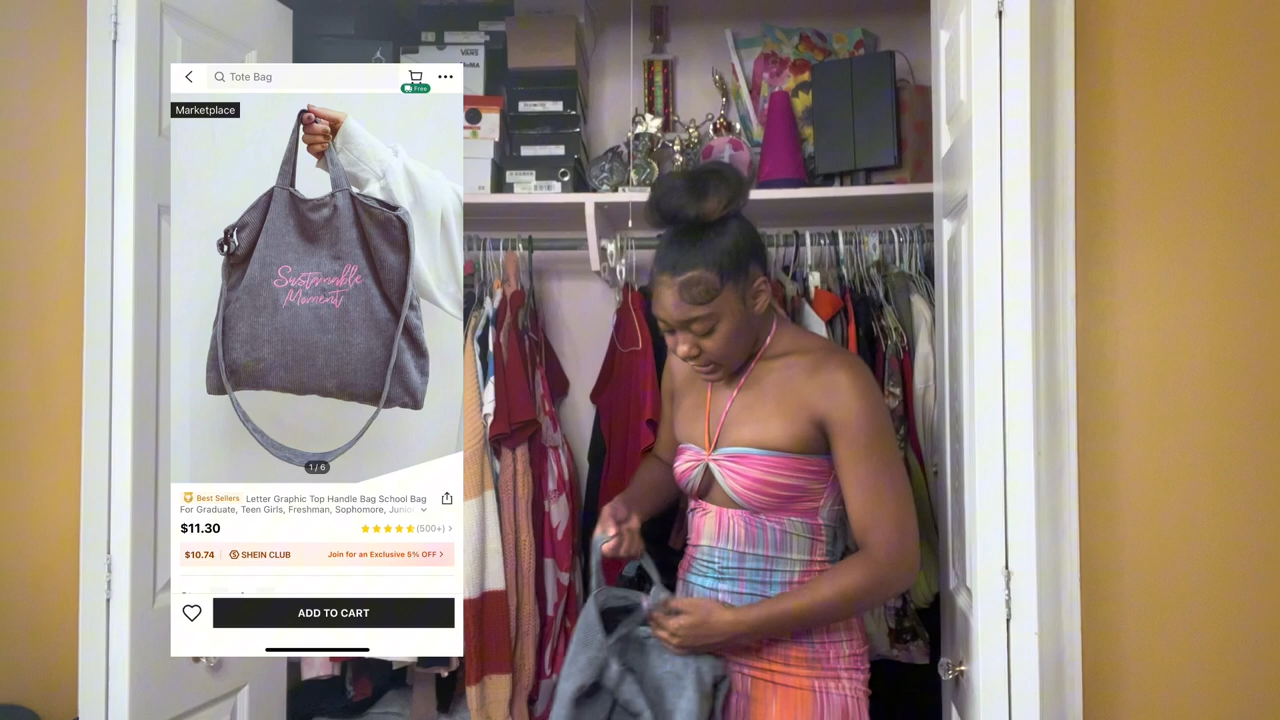 Tote Bag
Free
Marketplace
Sustainable
Moment
1 / 6
Best Sellers Letter Graphic Top Handle Bag School Bag
For Graduate, Teen Girls, Freshman, Sophomore, Junio
$11.30
(500+)
$10.74 SHEIN CLUB Join for an Exclusive 5% OFF
ADD TO CART
VANS